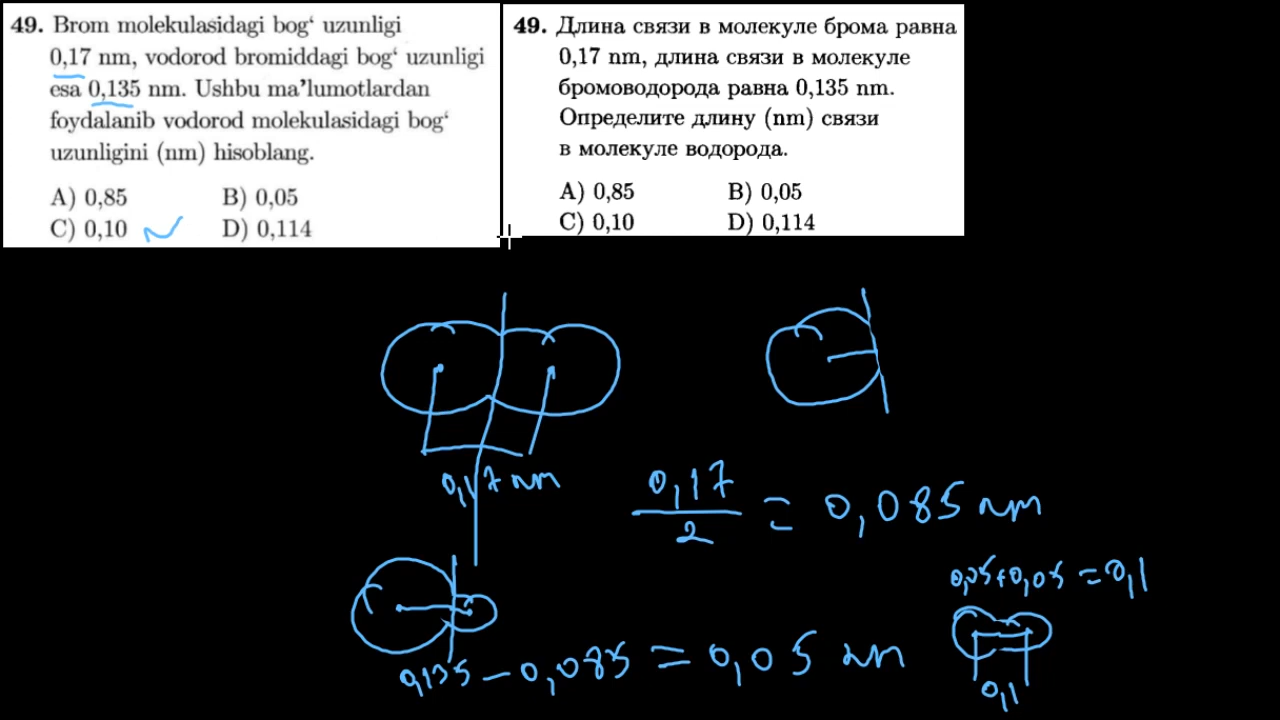 49. Brom molekulasidagi bog‘ uzunligi
0,17 nm, vodorod bromiddagi bog‘ uzunligi
esa 0,135 nm. Ushbu ma’lumotlardan
foydalanib vodorod molekulasidagi bog‘
uzunligini (nm) hisoblang.
A) 0,85 B) 0,05
C) 0,10 D) 0,114
49. Длина связи в молекуле брома равна
0,17 nm, длина связи в молекуле
бромоводорода равна 0,135 nm.
Определите длину (nm) связи
в молекуле водорода.
A) 0,85 B) 0,05
C) 0,10 D) 0,114
0,17 nm
0,17
2
= 0,085 nm
0,05+0,05 = 0,1
0,135 – 0,085 = 0,05 nm
0,1